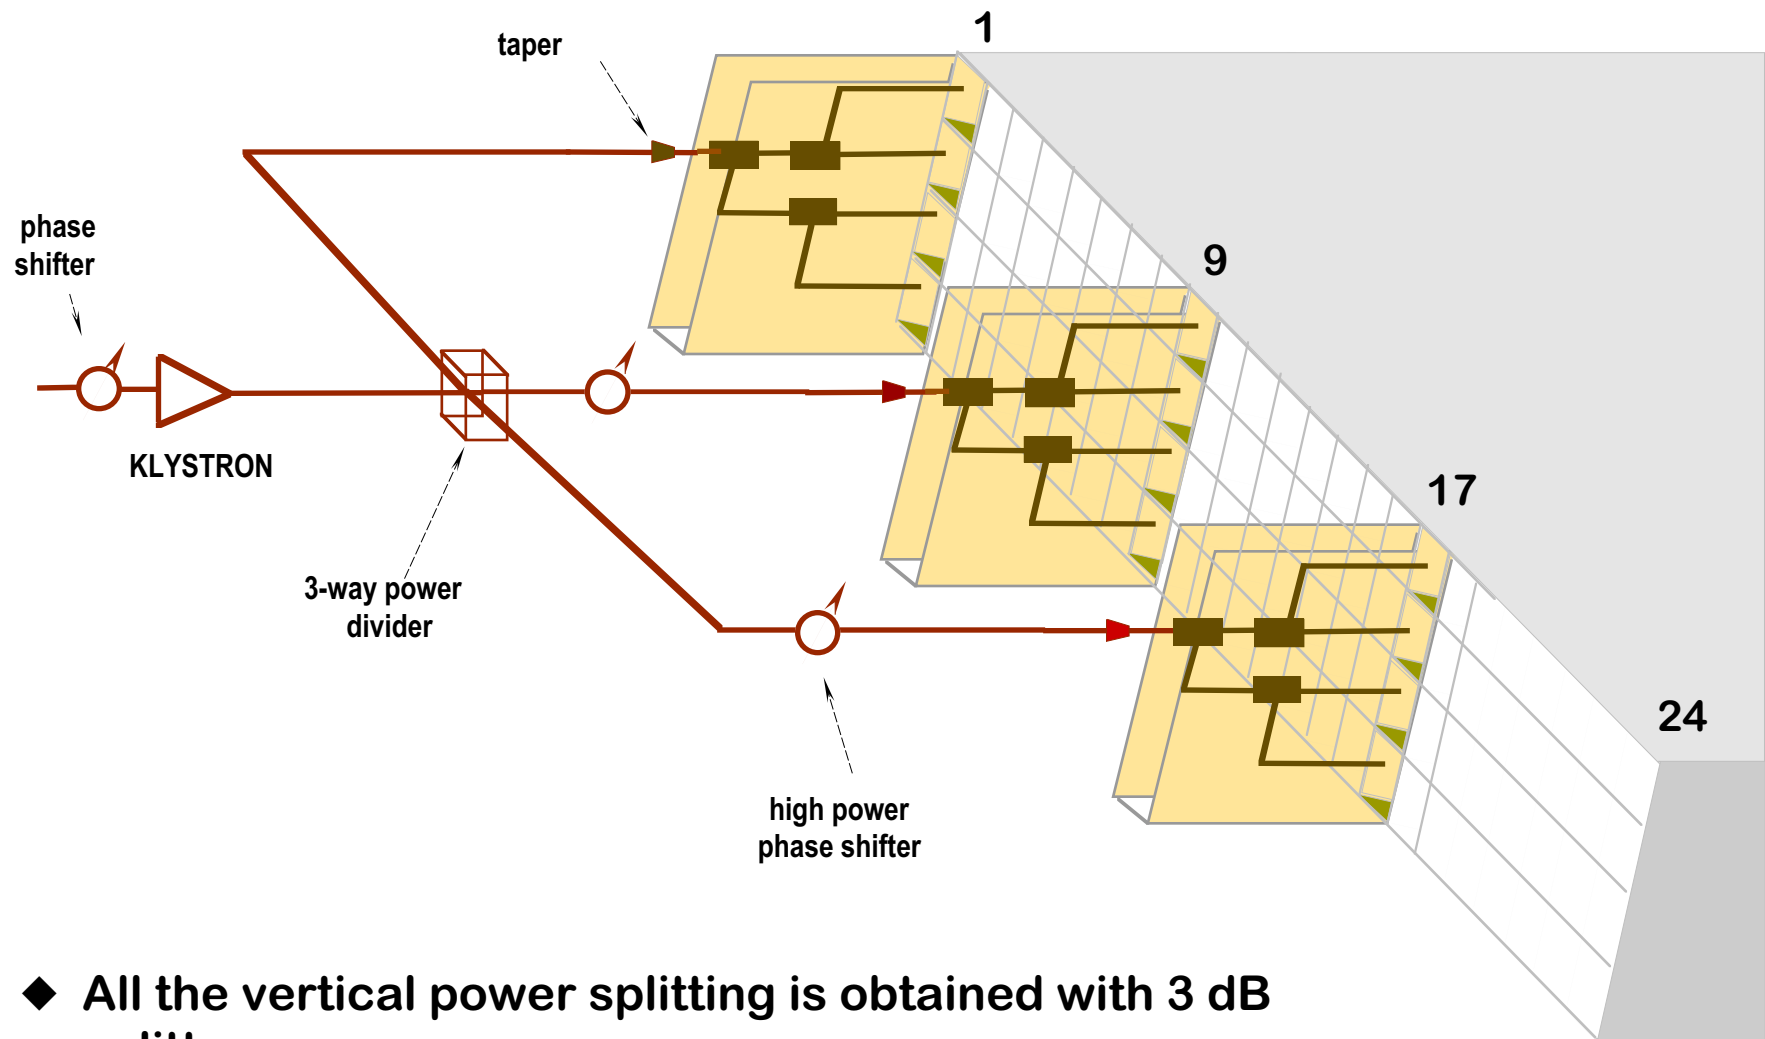 1
taper
phase
shifter
9
KLYSTRON
17
3-way power
divider
24
high power
phase shifter
◆ All the vertical power splitting is obtained with 3 dB